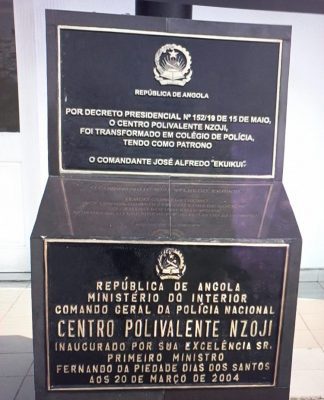 REPÚBLICA DE ANGOLA
POR DECRETO PRESIDENCIAL Nº 152/19 DE 15 DE MAIO,
O CENTRO POLIVALENTE NZOJI,
FOI TRANSFORMADO EM COLÉGIO DE POLÍCIA,
TENDO COMO PATRONO
O COMANDANTE JOSÉ ALFREDO "EKUIKUI".
REPÚBLICA DE ANGOLA
MINISTÉRIO DO INTERIOR
COMANDO GERAL DA POLÍCIA NACIONAL
CENTRO POLIVALENTE NZOJI
INAUGURADO POR SUA EXCELÊNCIA SR.
PRIMEIRO MINISTRO
FERNANDO DA PIEDADE DIAS DOS SANTOS
AOS 20 DE MARÇO DE 2004